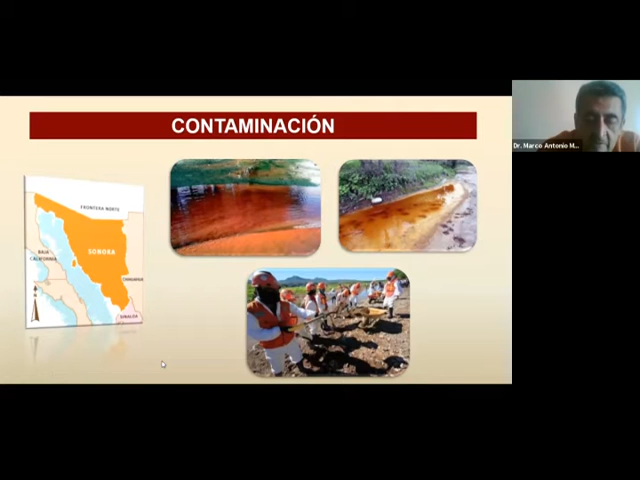 CONTAMINACIÓN
Dr. Marco Antonio M...
FRONTERA NORTE
SONORA
BAJA
CALIFORNIA
CHIHUAHUA
SINALOA